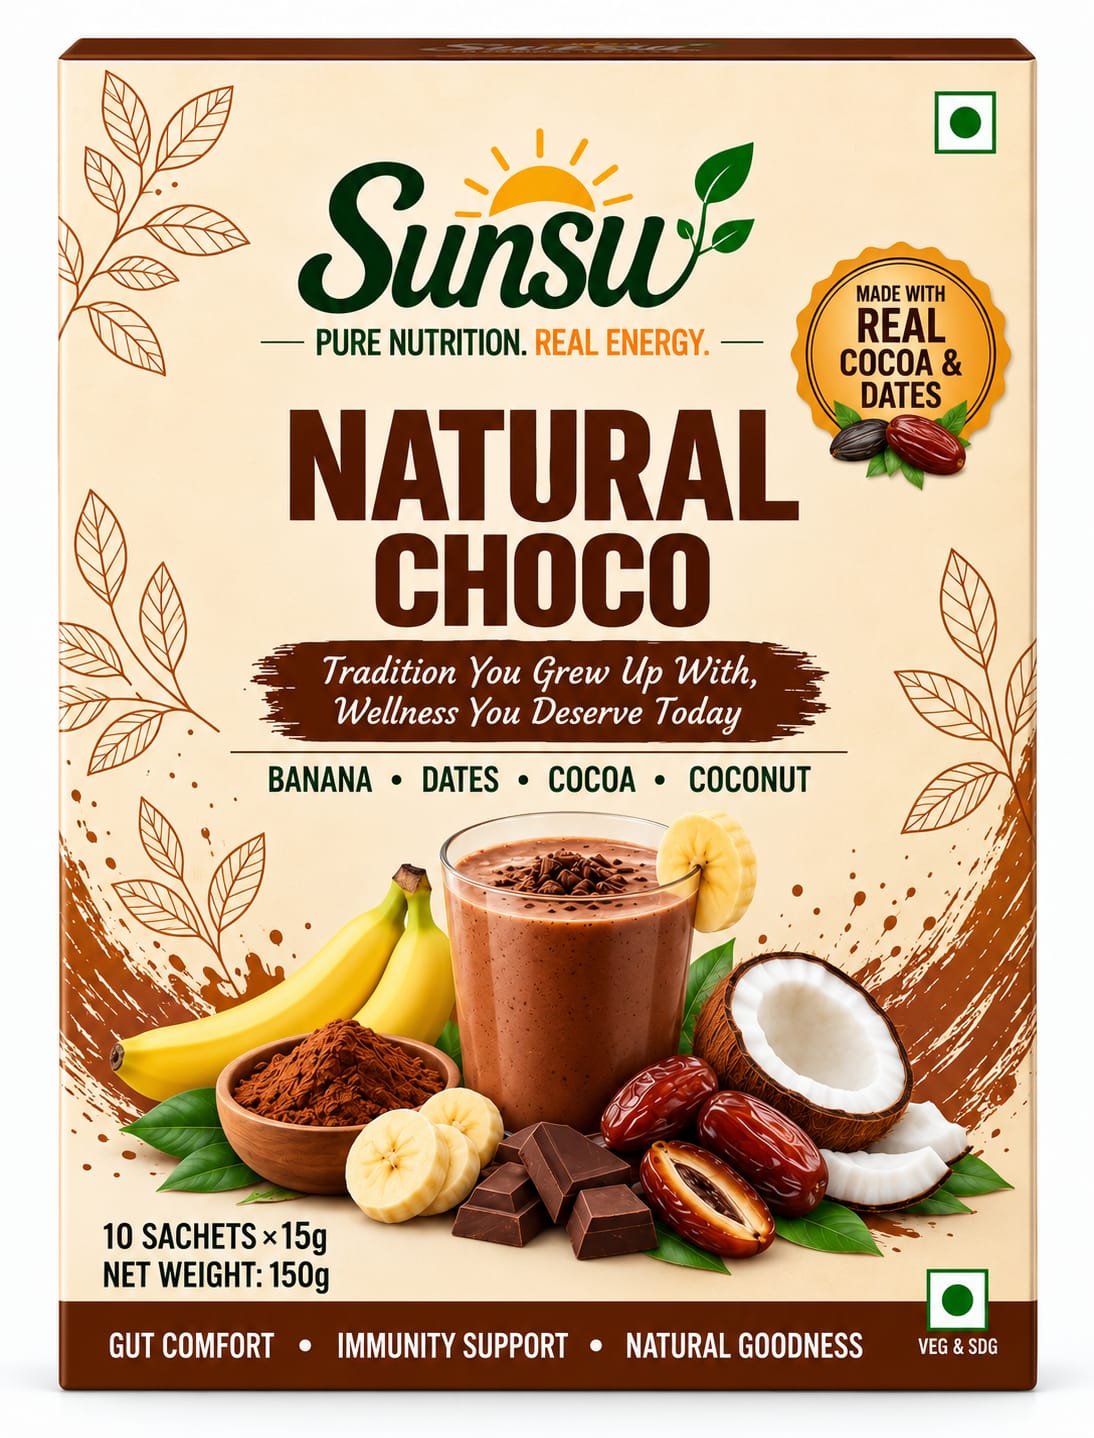 Sunsu
PURE NUTRITION. REAL ENERGY.
MADE WITH
REAL
COCOA &
DATES
NATURAL
CHOCO
Tradition You Grew Up With,
Wellness You Deserve Today
BANANA • DATES • COCOA • COCONUT
10 SACHETS × 15g
NET WEIGHT: 150g
GUT COMFORT • IMMUNITY SUPPORT • NATURAL GOODNESS
VEG & SDG